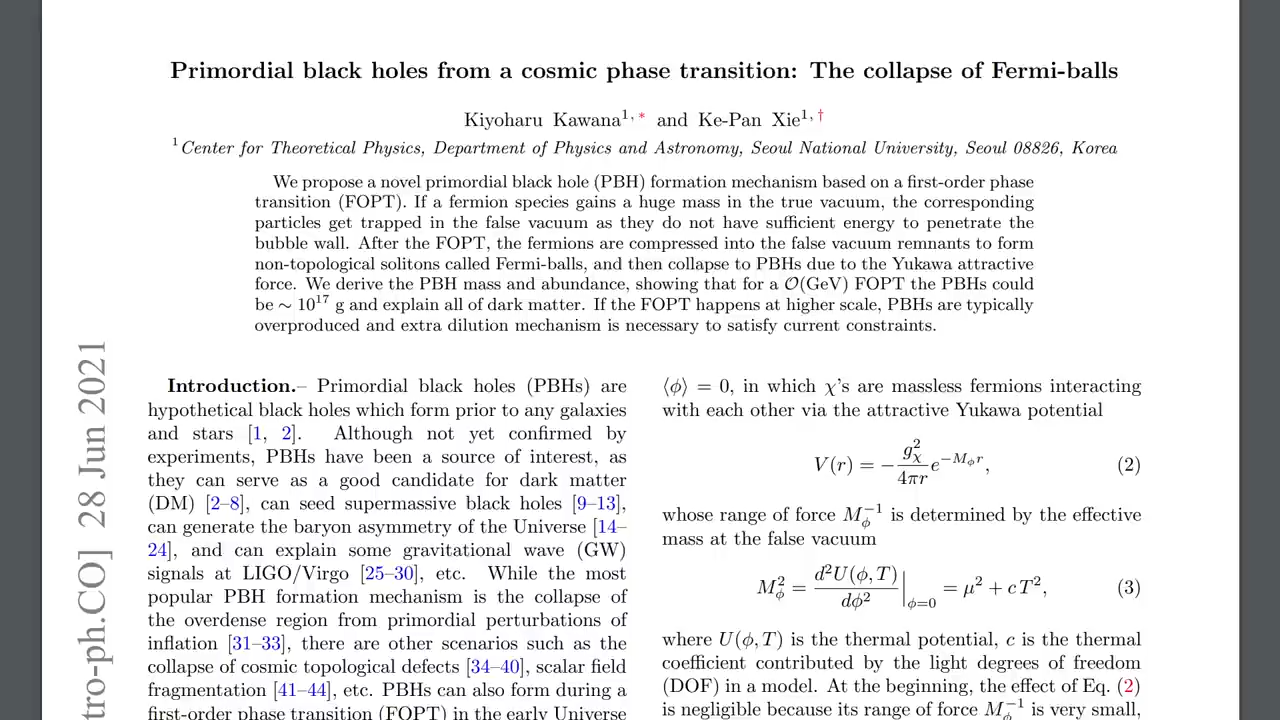 Primordial black holes from a cosmic phase transition: The collapse of Fermi-balls
Kiyoharu Kawana¹,* and Ke-Pan Xie¹,†
¹Center for Theoretical Physics, Department of Physics and Astronomy, Seoul National University, Seoul 08826, Korea
We propose a novel primordial black hole (PBH) formation mechanism based on a first-order phase
transition (FOPT). If a fermion species gains a huge mass in the true vacuum, the corresponding
particles get trapped in the false vacuum as they do not have sufficient energy to penetrate the
bubble wall. After the FOPT, the fermions are compressed into the false vacuum remnants to form
non-topological solitons called Fermi-balls, and then collapse to PBHs due to the Yukawa attractive
force. We derive the PBH mass and abundance, showing that for a O(GeV) FOPT the PBHs could
be ∼ 10¹⁷ g and explain all of dark matter. If the FOPT happens at higher scale, PBHs are typically
overproduced and extra dilution mechanism is necessary to satisfy current constraints.
tro-ph.CO] 28 Jun 2021
Introduction.– Primordial black holes (PBHs) are
hypothetical black holes which form prior to any galaxies
and stars [1, 2]. Although not yet confirmed by
experiments, PBHs have been a source of interest, as
they can serve as a good candidate for dark matter
(DM) [2–8], can seed supermassive black holes [9–13],
can generate the baryon asymmetry of the Universe [14–
24], and can explain some gravitational wave (GW)
signals at LIGO/Virgo [25–30], etc. While the most
popular PBH formation mechanism is the collapse of
the overdense region from primordial perturbations of
inflation [31–33], there are other scenarios such as the
collapse of cosmic topological defects [34–40], scalar field
fragmentation [41–44], etc. PBHs can also form during a
first-order phase transition (FOPT) in the early Universe
⟨ϕ⟩ = 0, in which χ's are massless fermions interacting
with each other via the attractive Yukawa potential
V(r) = −\frac{g_χ^2}{4πr} e^{−M_ϕ r}, (2)
whose range of force M_ϕ^{−1} is determined by the effective
mass at the false vacuum
M_ϕ^2 = \frac{d^2U(ϕ, T)}{dϕ^2}|_{ϕ=0} = μ^2 + c T^2, (3)
where U(ϕ, T) is the thermal potential, c is the thermal
coefficient contributed by the light degrees of freedom
(DOF) in a model. At the beginning, the effect of Eq. (2)
is negligible because its range of force M_ϕ^{−1} is very small,